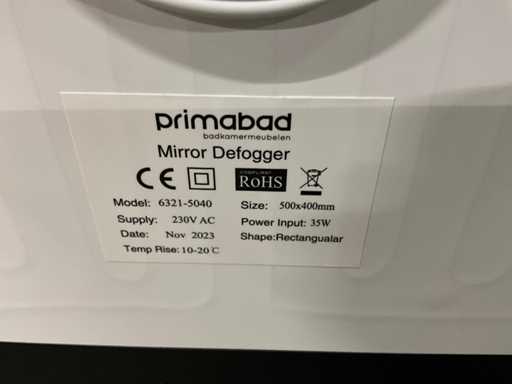 primabad
badkamermeubelen
Mirror Defogger
CE RoHS
Model: 6321-5040 Size: 500x400mm
Supply: 230V AC Power Input: 35W
Date: Nov 2023 Shape:Rectangualar
Temp Rise: 10-20℃